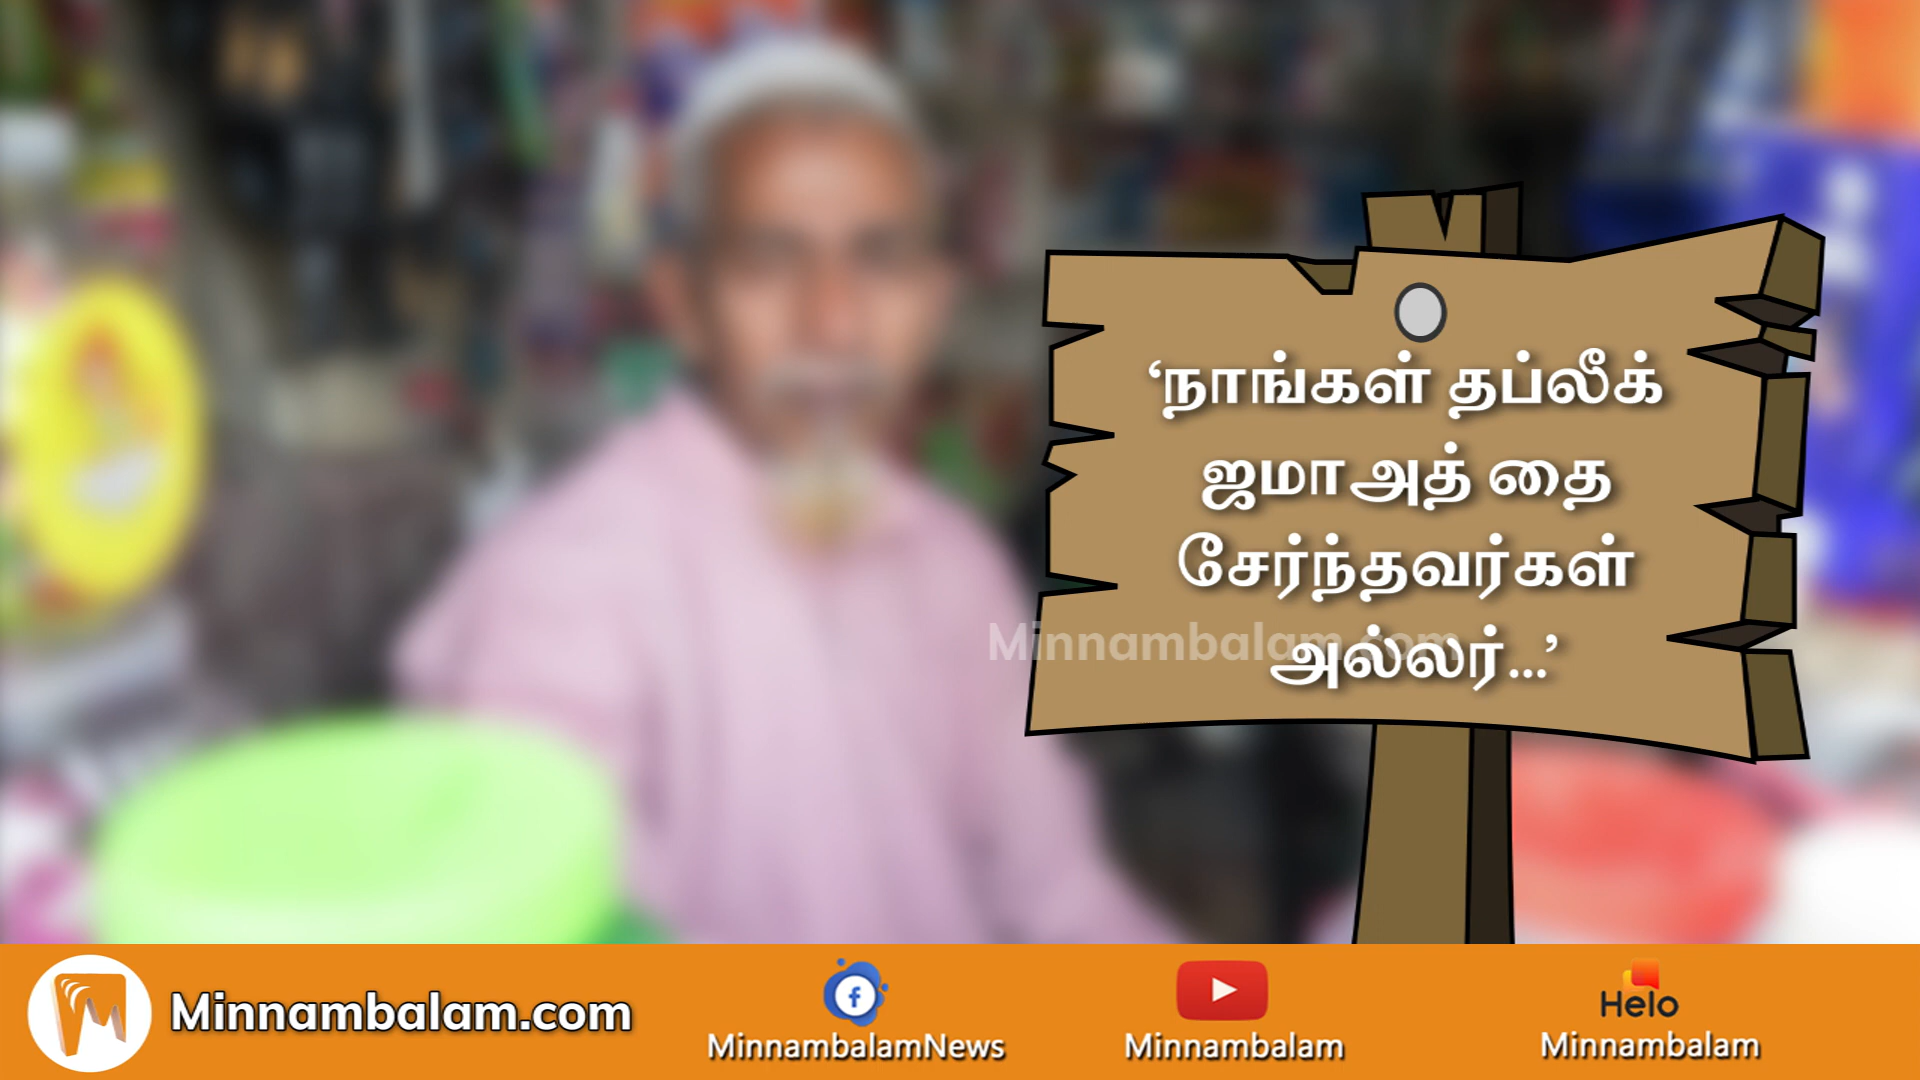 ‘நாங்கள் தப்லீக்
ஜமாஅத் தை
சேர்ந்தவர்கள்
அல்லர்...’
Minnambalam.com
Minnambalam.com
MinnambalamNews
Minnambalam
Helo
Minnambalam